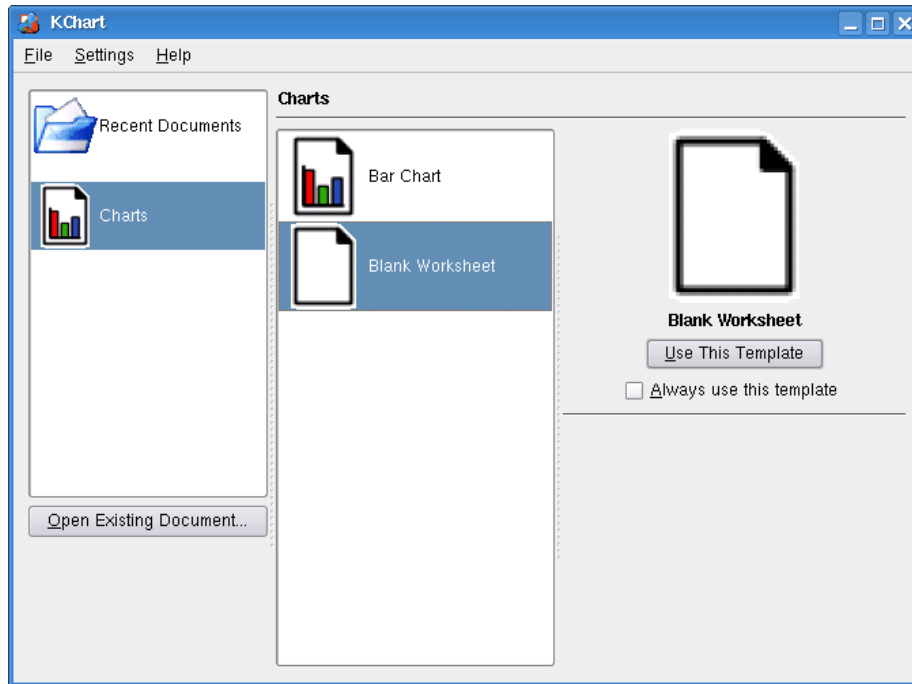 KChart
File Settings Help
Recent Documents
Charts
Open Existing Document...
Charts
Bar Chart
Blank Worksheet
Blank Worksheet
Use This Template
Always use this template